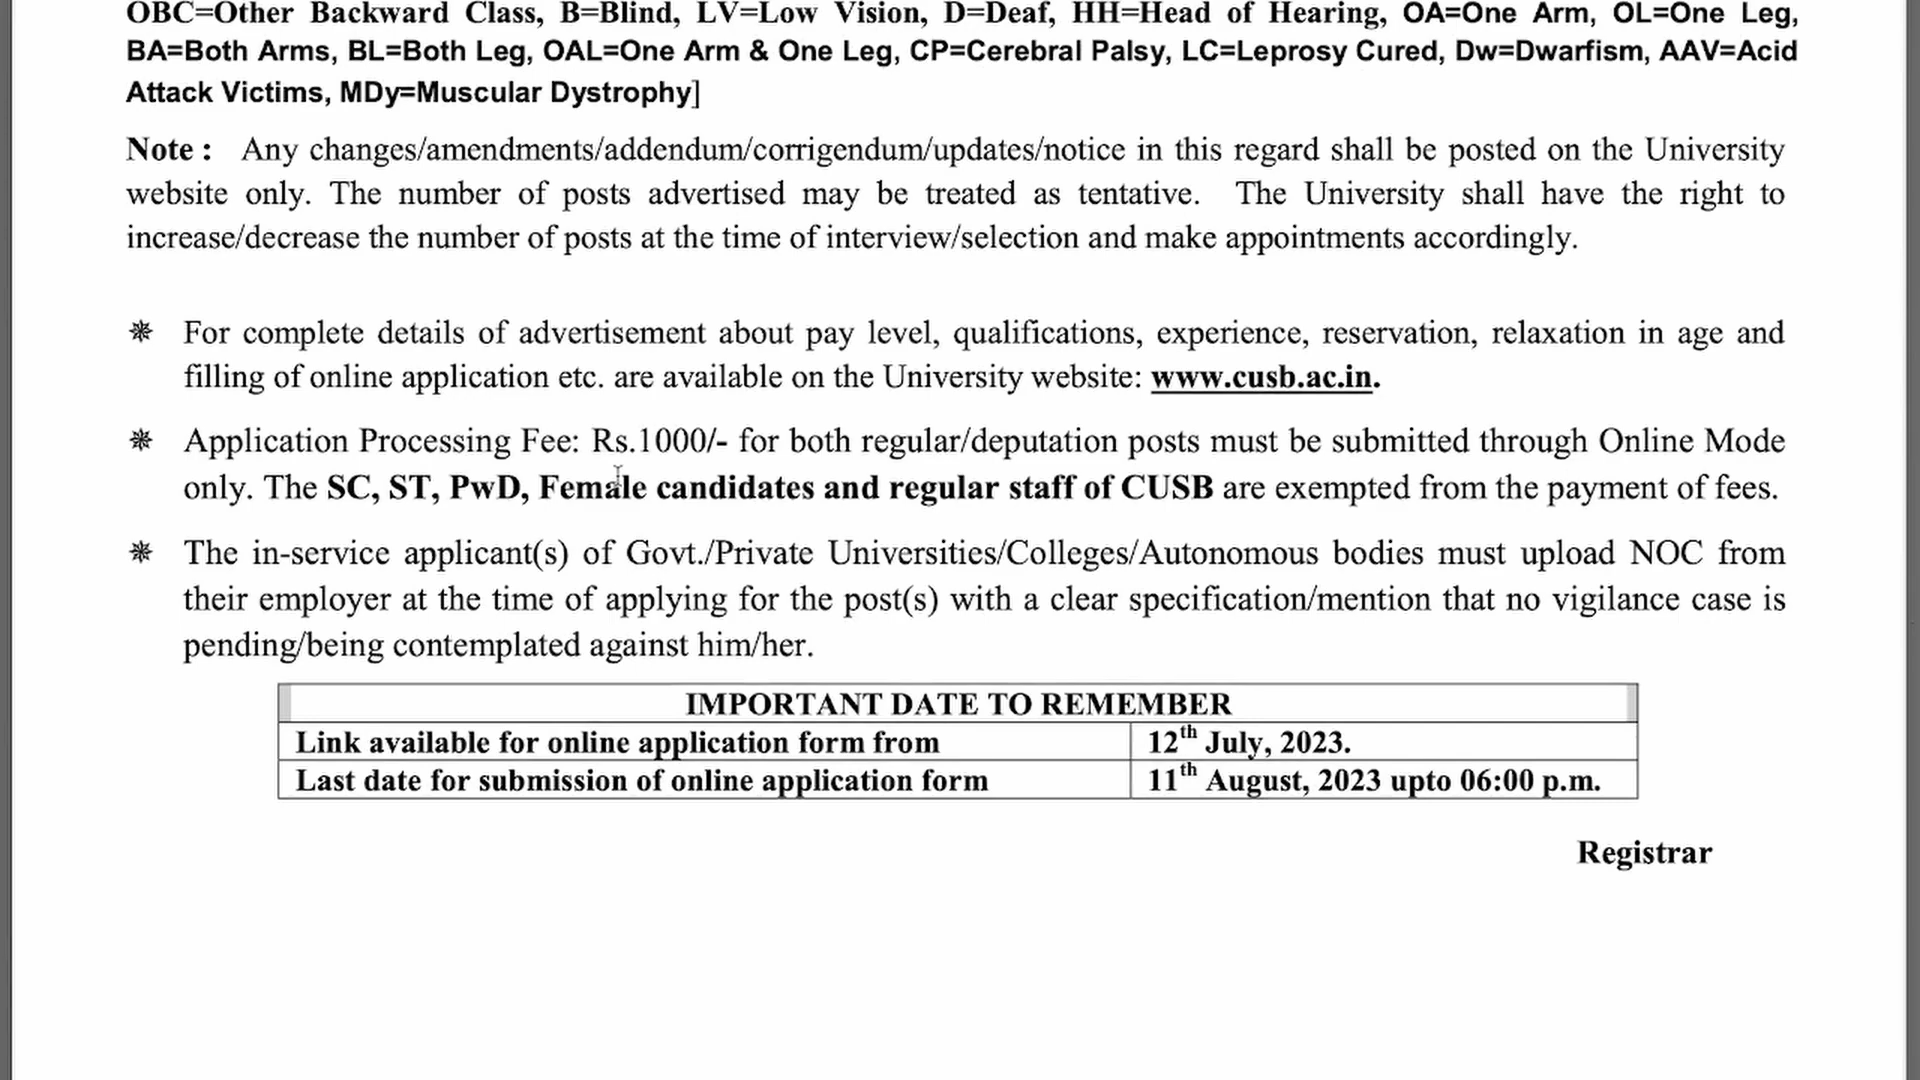 OBC=Other Backward Class, B=Blind, LV=Low Vision, D=Deaf, HH=Head of Hearing, OA=One Arm, OL=One Leg,
BA=Both Arms, BL=Both Leg, OAL=One Arm & One Leg, CP=Cerebral Palsy, LC=Leprosy Cured, Dw=Dwarfism, AAV=Acid
Attack Victims, MDy=Muscular Dystrophy]
Note : Any changes/amendments/addendum/corrigendum/updates/notice in this regard shall be posted on the University
website only. The number of posts advertised may be treated as tentative. The University shall have the right to
increase/decrease the number of posts at the time of interview/selection and make appointments accordingly.
For complete details of advertisement about pay level, qualifications, experience, reservation, relaxation in age and
filling of online application etc. are available on the University website: www.cusb.ac.in.
Application Processing Fee: Rs.1000/- for both regular/deputation posts must be submitted through Online Mode
only. The SC, ST, PwD, Female candidates and regular staff of CUSB are exempted from the payment of fees.
The in-service applicant(s) of Govt./Private Universities/Colleges/Autonomous bodies must upload NOC from
their employer at the time of applying for the post(s) with a clear specification/mention that no vigilance case is
pending/being contemplated against him/her.
IMPORTANT DATE TO REMEMBER
Link available for online application form from 12th July, 2023.
Last date for submission of online application form 11th August, 2023 upto 06:00 p.m.
Registrar